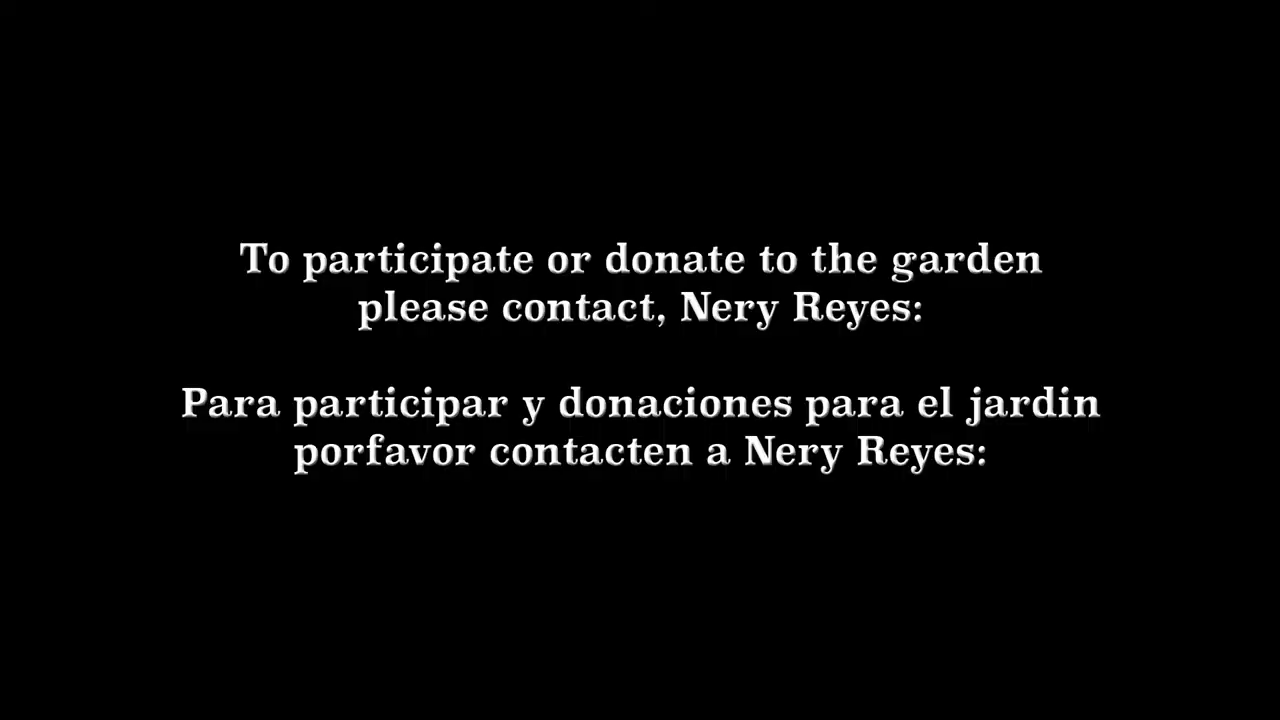 To participate or donate to the garden
please contact, Nery Reyes:
Para participar y donaciones para el jardin
porfavor contacten a Nery Reyes: